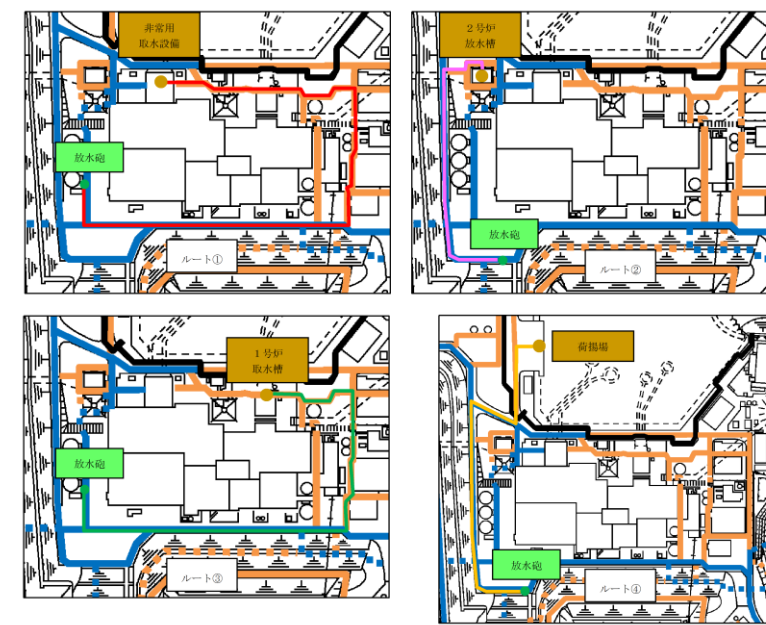 非常用
取水設備
放水砲
ルート①
2号炉
放水槽
放水砲
ルート②
1号炉
取水槽
放水砲
ルート③
荷揚場
放水砲
ルート④